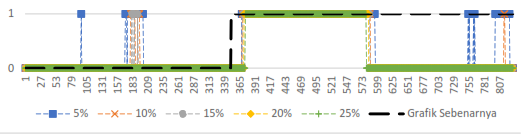 1
0
1 27 53 79 105 131 157 183 209 235 261 287 313 339 365 391 417 443 469 495 521 547 573 599 625 651 677 703 729 755 781 807
5% 10% 15% 20% 25% Grafik Sebenarnya